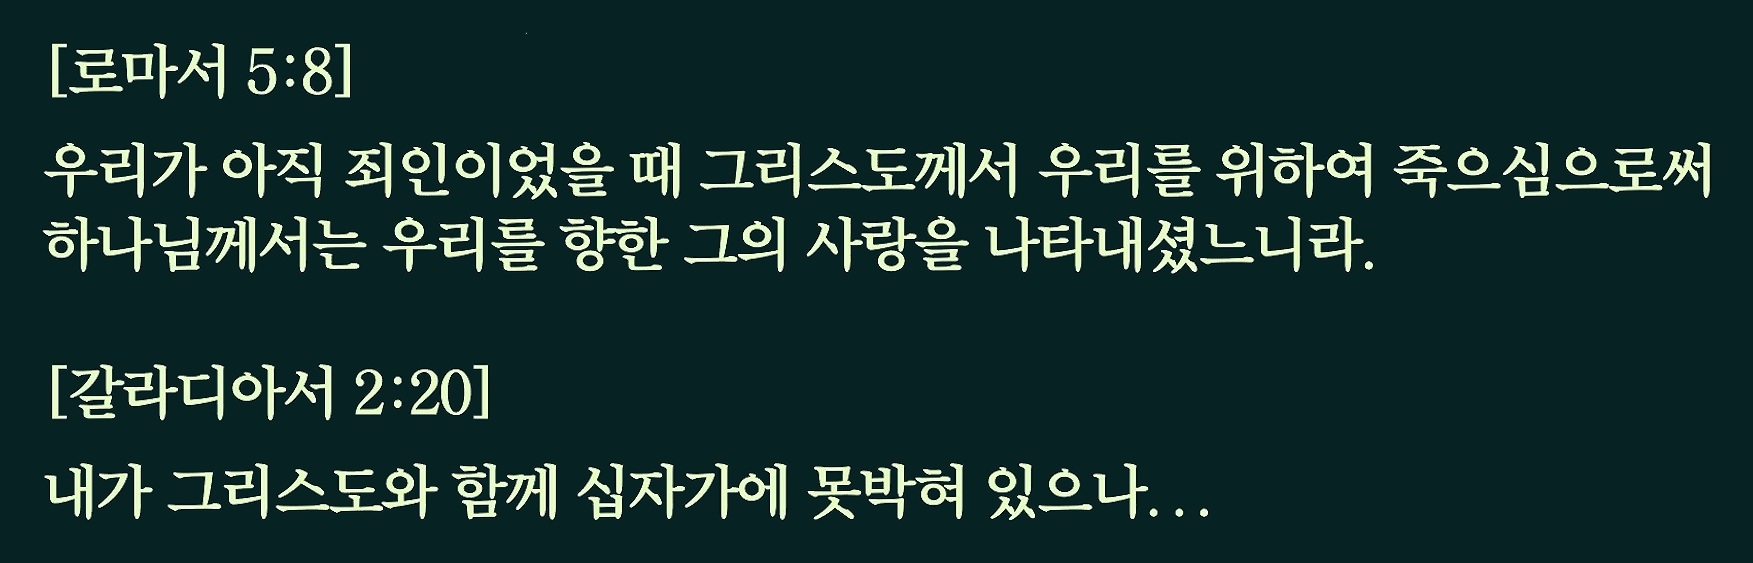 [로마서 5:8]
우리가 아직 죄인이었을 때 그리스도께서 우리를 위하여 죽으심으로써
하나님께서는 우리를 향한 그의 사랑을 나타내셨느니라.
[갈라디아서 2:20]
내가 그리스도와 함께 십자가에 못박혀 있으나...